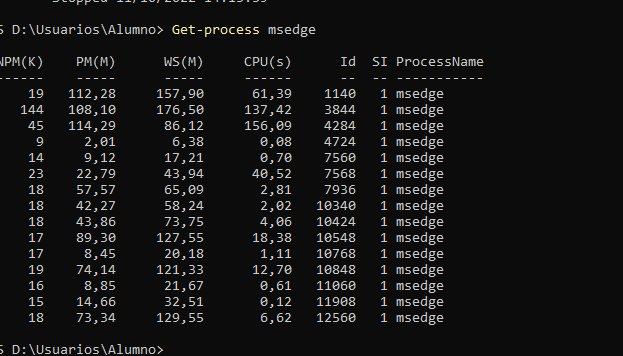 S D:\Usuarios\Alumno> Get-process msedge
NPM(K) PM(M) WS(M) CPU(s) Id SI ProcessName
------ ----- ----- ------ -- -- -----------
19 112,28 157,90 61,39 1140 1 msedge
144 108,10 176,50 137,42 3844 1 msedge
45 114,29 86,12 156,09 4284 1 msedge
9 2,01 6,38 0,08 4724 1 msedge
14 9,12 17,21 0,70 7560 1 msedge
23 22,79 43,94 40,52 7568 1 msedge
18 57,57 65,09 2,81 7936 1 msedge
18 42,27 58,24 2,02 10340 1 msedge
18 43,86 73,75 4,06 10424 1 msedge
17 89,30 127,55 18,38 10548 1 msedge
17 8,45 20,18 1,11 10768 1 msedge
19 74,14 121,33 12,70 10848 1 msedge
16 8,85 21,67 0,61 11060 1 msedge
15 14,66 32,51 0,12 11908 1 msedge
18 73,34 129,55 6,62 12560 1 msedge
S D:\Usuarios\Alumno>